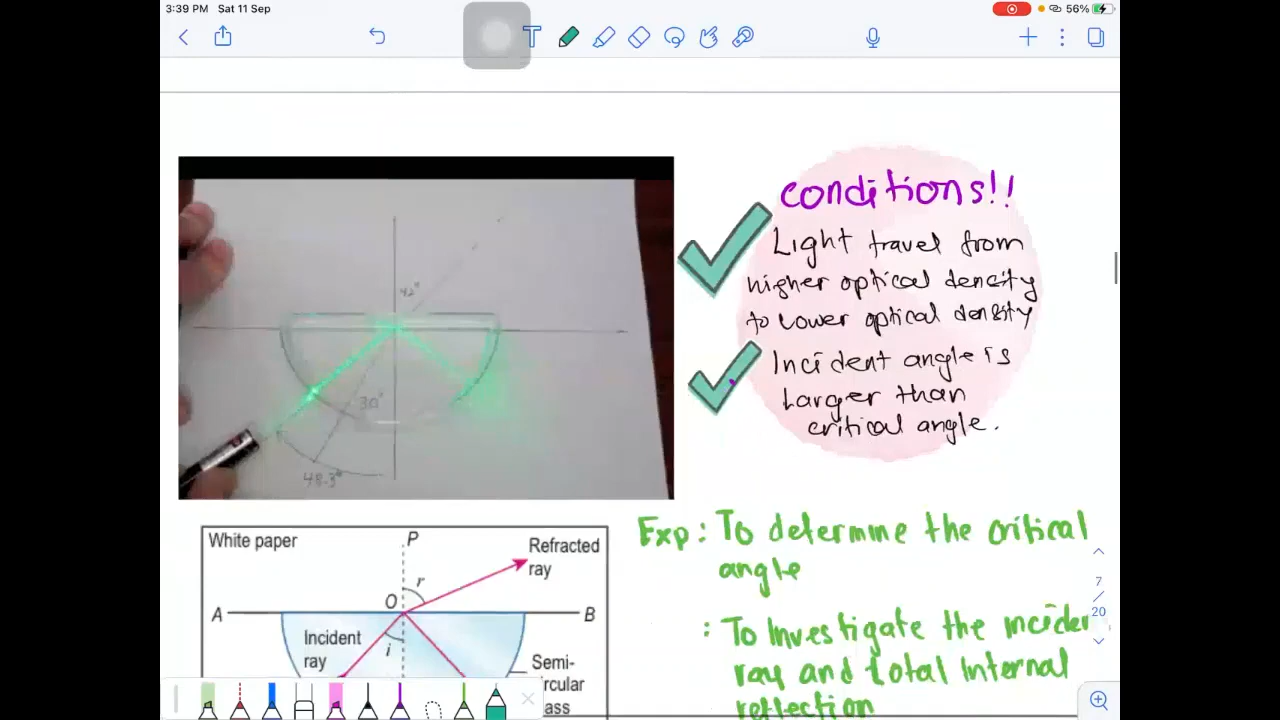 3:39 PM Sat 11 Sep
56%
T
conditions!!
Light travel from
higher optical density
to lower optical density
Incident angle is
Larger than
critical angle.
42°
30°
48.3°
White paper
P
Refracted
ray
r
O
A
B
Incident
ray
i
Semi-
circular
ass
Exp: To determine the critical
angle
: To Investigate the incider
ray and total Internal
reflection
7
/
20